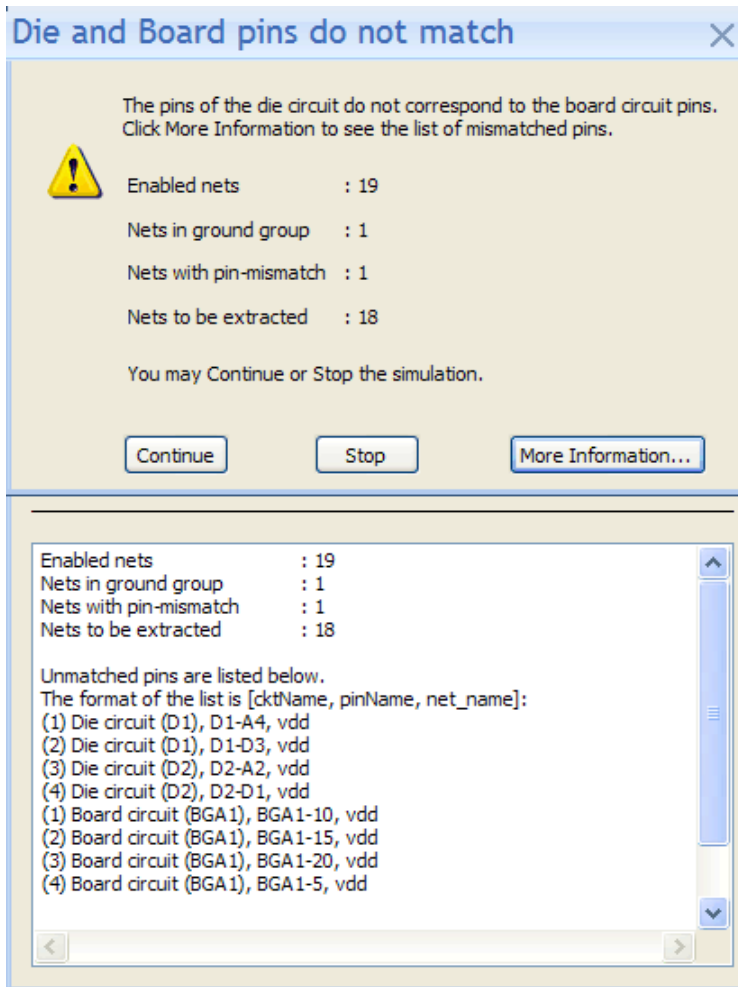 Die and Board pins do not match
The pins of the die circuit do not correspond to the board circuit pins.
Click More Information to see the list of mismatched pins.
Enabled nets : 19
Nets in ground group : 1
Nets with pin-mismatch : 1
Nets to be extracted : 18
You may Continue or Stop the simulation.
Continue Stop More Information...
Enabled nets : 19
Nets in ground group : 1
Nets with pin-mismatch : 1
Nets to be extracted : 18
Unmatched pins are listed below.
The format of the list is [cktName, pinName, net_name]:
(1) Die circuit (D1), D1-A4, vdd
(2) Die circuit (D1), D1-D3, vdd
(3) Die circuit (D2), D2-A2, vdd
(4) Die circuit (D2), D2-D1, vdd
(1) Board circuit (BGA1), BGA1-10, vdd
(2) Board circuit (BGA1), BGA1-15, vdd
(3) Board circuit (BGA1), BGA1-20, vdd
(4) Board circuit (BGA1), BGA1-5, vdd